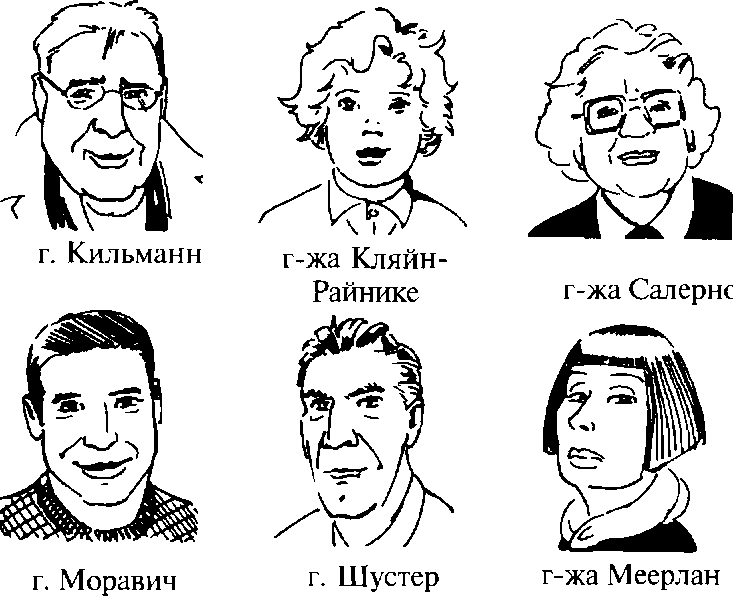 г. Кильманн
г-жа Кляйн-
Райнике
г-жа Салерно
г. Моравич
г. Шустер
г-жа Меерлан